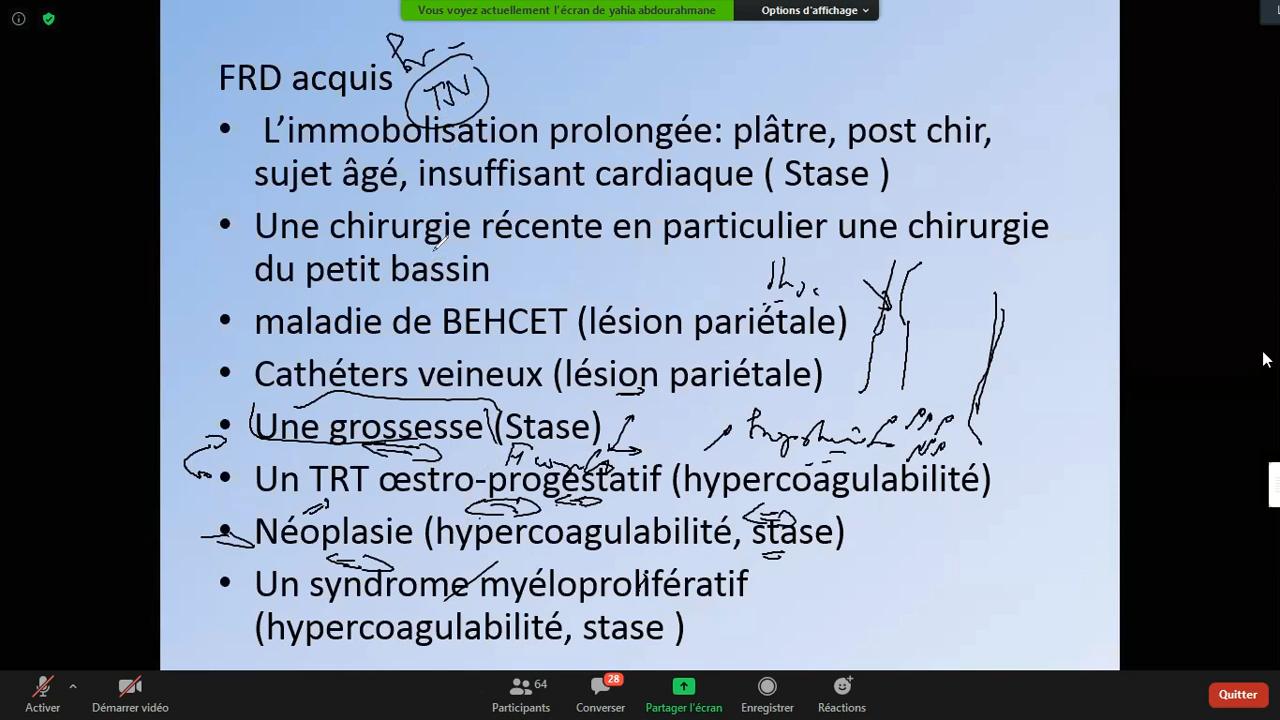 Vous voyez actuellement l'écran de yahia abdourahmane
Options d'affichage
FRD acquis
TN
• L'immobolisation prolongée: plâtre, post chir,
sujet âgé, insuffisant cardiaque ( Stase )
• Une chirurgie récente en particulier une chirurgie
du petit bassin
• maladie de BEHCET (lésion pariétale)
• Cathéters veineux (lésion pariétale)
• Une grossesse (Stase)
• Un TRT œstro-progestatif (hypercoagulabilité)
• Néoplasie (hypercoagulabilité, stase)
• Un syndrome myéloprolifératif
(hypercoagulabilité, stase )
64
28
Activer
Démarrer vidéo
Participants
Converser
Partager l'écran
Enregistrer
Réactions
Quitter